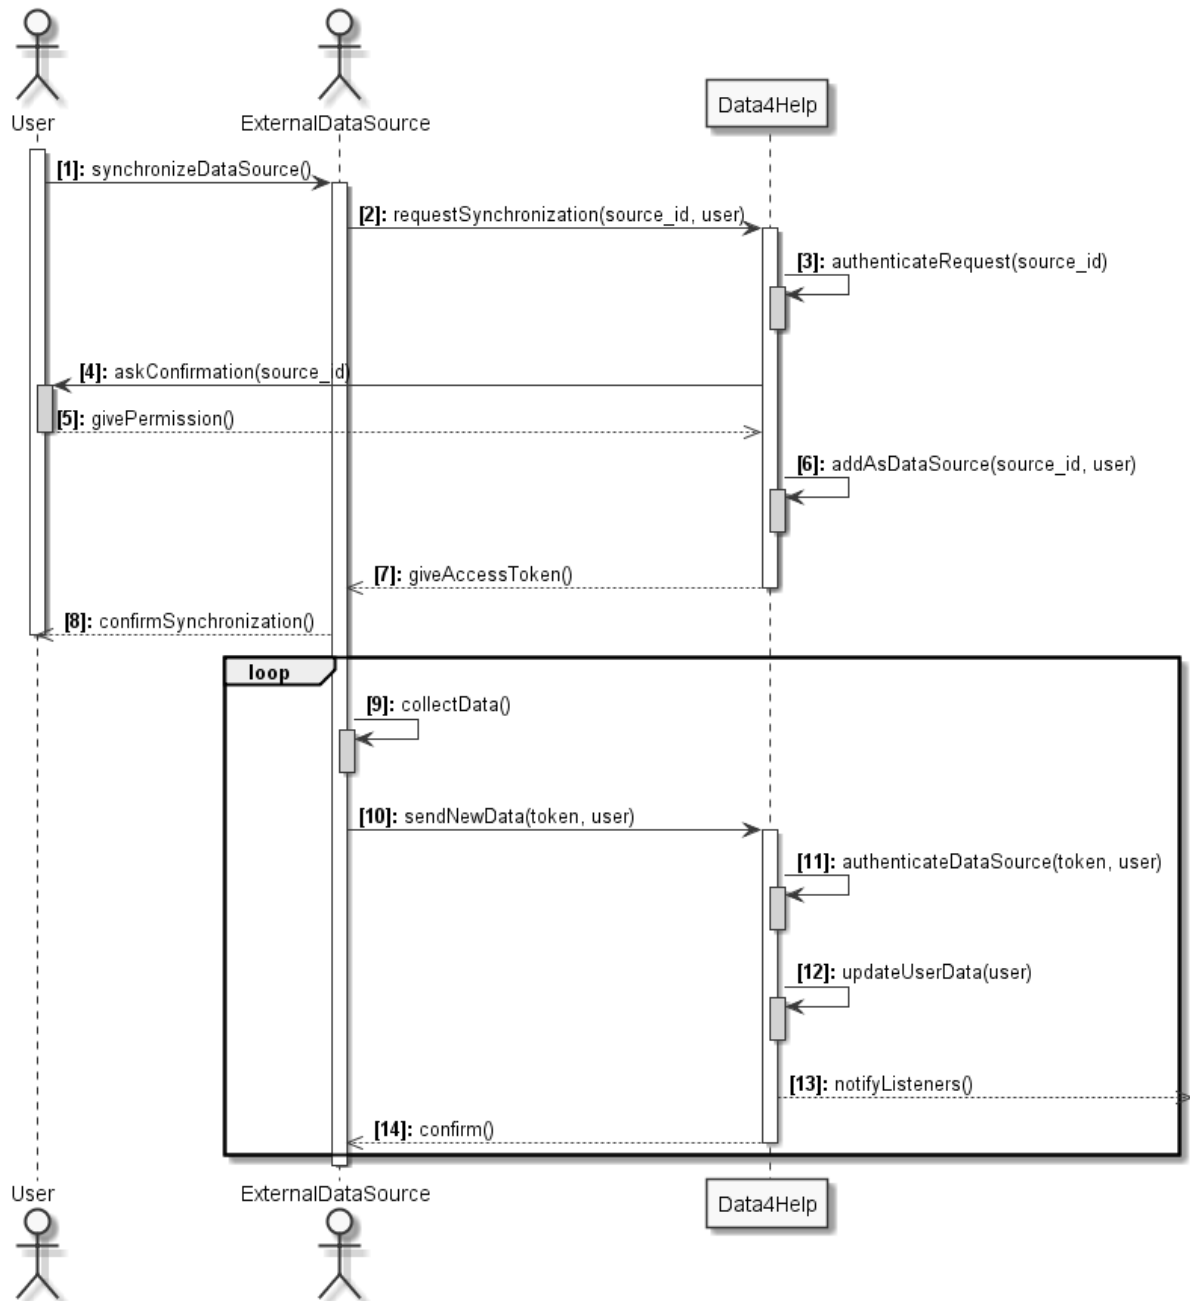 User
ExternalDataSource
Data4Help
[1]: synchronizeDataSource()
[2]: requestSynchronization(source_id, user)
[3]: authenticateRequest(source_id)
[4]: askConfirmation(source_id)
[5]: givePermission()
[6]: addAsDataSource(source_id, user)
[7]: giveAccessToken()
[8]: confirmSynchronization()
loop
[9]: collectData()
[10]: sendNewData(token, user)
[11]: authenticateDataSource(token, user)
[12]: updateUserData(user)
[13]: notifyListeners()
[14]: confirm()
User
ExternalDataSource
Data4Help